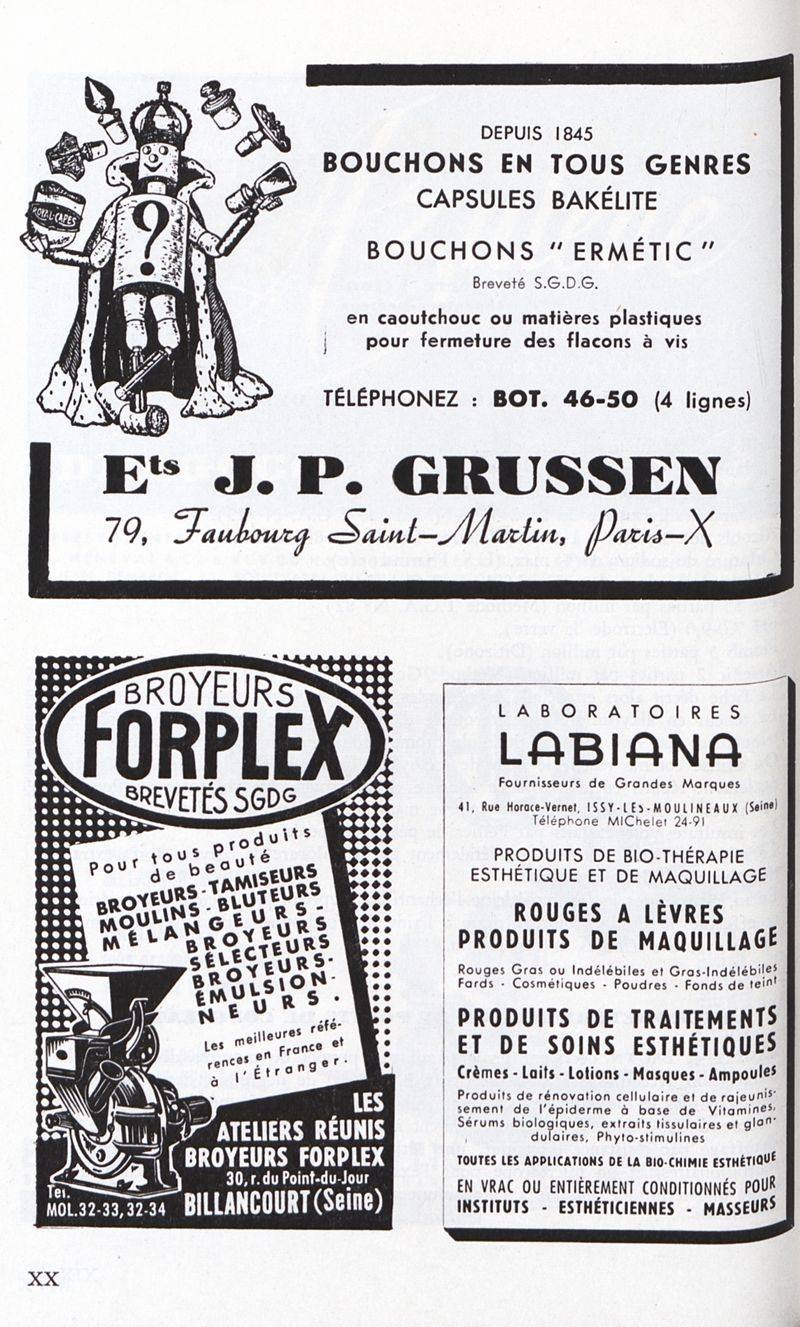 DEPUIS 1845
BOUCHONS EN TOUS GENRES
CAPSULES BAKÉLITE
BOUCHONS "ERMÉTIC"
Breveté S.G.D.G.
en caoutchouc ou matières plastiques
pour fermeture des flacons à vis
TÉLÉPHONEZ : BOT. 46-50 (4 lignes)
ROYAL-CAPES
?
Ets J. P. GRUSSEN
79, Faubourg Saint-Martin, Paris-X
BROYEURS
FORPLEX
BREVETÉS SGDG
Pour tous produits
de beauté
BROYEURS-TAMISEURS
MOULINS-BLUTEURS
MÉLANGEURS-
BROYEURS
SÉLECTEURS
BROYEURS-
ÉMULSION-
NEURS.
Les meilleures réfé-
rences en France et
à l'Étranger.
LES
ATELIERS RÉUNIS
BROYEURS FORPLEX
30, r. du Point-du-Jour
BILLANCOURT (Seine)
Tél.
MOL. 32-33, 32-34
LABORATOIRES
LABIANA
Fournisseurs de Grandes Marques
41, Rue Horace-Vernet, ISSY-LES-MOULINEAUX (Seine)
Téléphone MIChelet 24-91
PRODUITS DE BIO-THÉRAPIE
ESTHÉTIQUE ET DE MAQUILLAGE
ROUGES A LÈVRES
PRODUITS DE MAQUILLAGE
Rouges Gras ou Indélébiles et Gras-Indélébiles
Fards - Cosmétiques - Poudres - Fonds de teint
PRODUITS DE TRAITEMENTS
ET DE SOINS ESTHÉTIQUES
Crèmes - Laits - Lotions - Masques - Ampoules
Produits de rénovation cellulaire et de rajeunis-
sement de l'épiderme à base de Vitamines,
Sérums biologiques, extraits tissulaires et glan-
dulaires, Phyto-stimulines
TOUTES LES APPLICATIONS DE LA BIO-CHIMIE ESTHÉTIQUE
EN VRAC OU ENTIÈREMENT CONDITIONNÉS POUR
INSTITUTS - ESTHÉTICIENNES - MASSEURS
XX